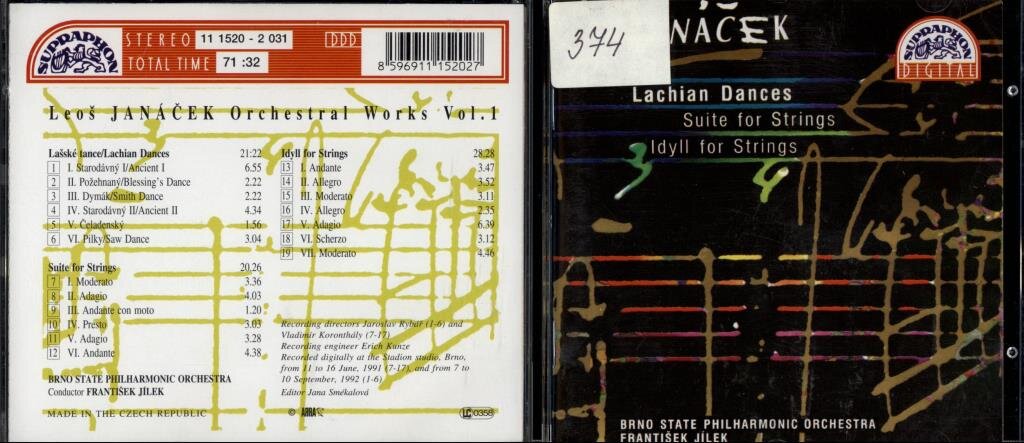 SUPRAPHON
STEREO 11 1520 - 2 031
TOTAL TIME 71 :32
DDD
8 596911 152027
Leoš JANÁČEK Orchestral Works Vol.1
Lašské tance/Lachian Dances 21:22
1 I. Starodávný I/Ancient I 6.55
2 II. Požehnaný/Blessing's Dance 2.22
3 III. Dymák/Smith Dance 2.22
4 IV. Starodávný II/Ancient II 4.34
5 V. Čeladenský 1.56
6 VI. Pilky/Saw Dance 3.04
Suite for Strings 20.26
7 I. Moderato 3.36
8 II. Adagio 4.03
9 III. Andante con moto 1.20
10 IV. Presto 3.03
11 V. Adagio 3.28
12 VI. Andante 4.38
BRNO STATE PHILHARMONIC ORCHESTRA
Conductor FRANTIŠEK JÍLEK
MADE IN THE CZECH REPUBLIC
Idyll for Strings 28.28
13 I. Andante 3.47
14 II. Allegro 3.52
15 III. Moderato 3.11
16 IV. Allegro 2.35
17 V. Adagio 6.39
18 VI. Scherzo 3.12
19 VII. Moderato 4.46
Recording directors Jaroslav Rybář (1-6) and
Vladimír Koronthály (7-17)
Recording engineer Erich Kunze
Recorded digitally at the Stadion studio, Brno,
from 11 to 16 June, 1991 (7-17), and from 7 to
10 September, 1992 (1-6)
Editor Jana Smékalová
© ABRA
LC 0358
374
NÁČEK
SUPRAPHON
DIGITAL
Lachian Dances
Suite for Strings
Idyll for Strings
3 4
BRNO STATE PHILHARMONIC ORCHESTRA
FRANTIŠEK JÍLEK